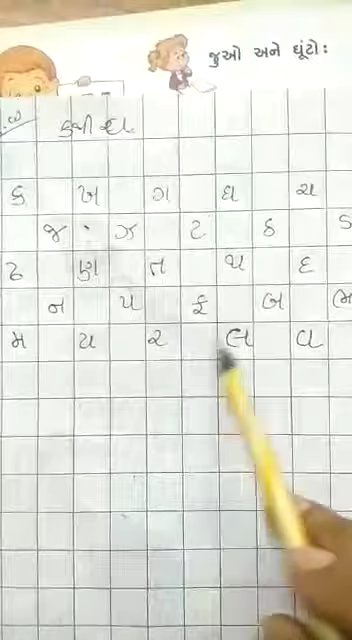 જુઓ અને ઘૂંટો:
ક ખ ગ ઘ ચ
જ ઝ ટ ઠ ડ
ઢ ણ ત થ દ
ન પ ફ બ ભ
મ ય ર લ વ